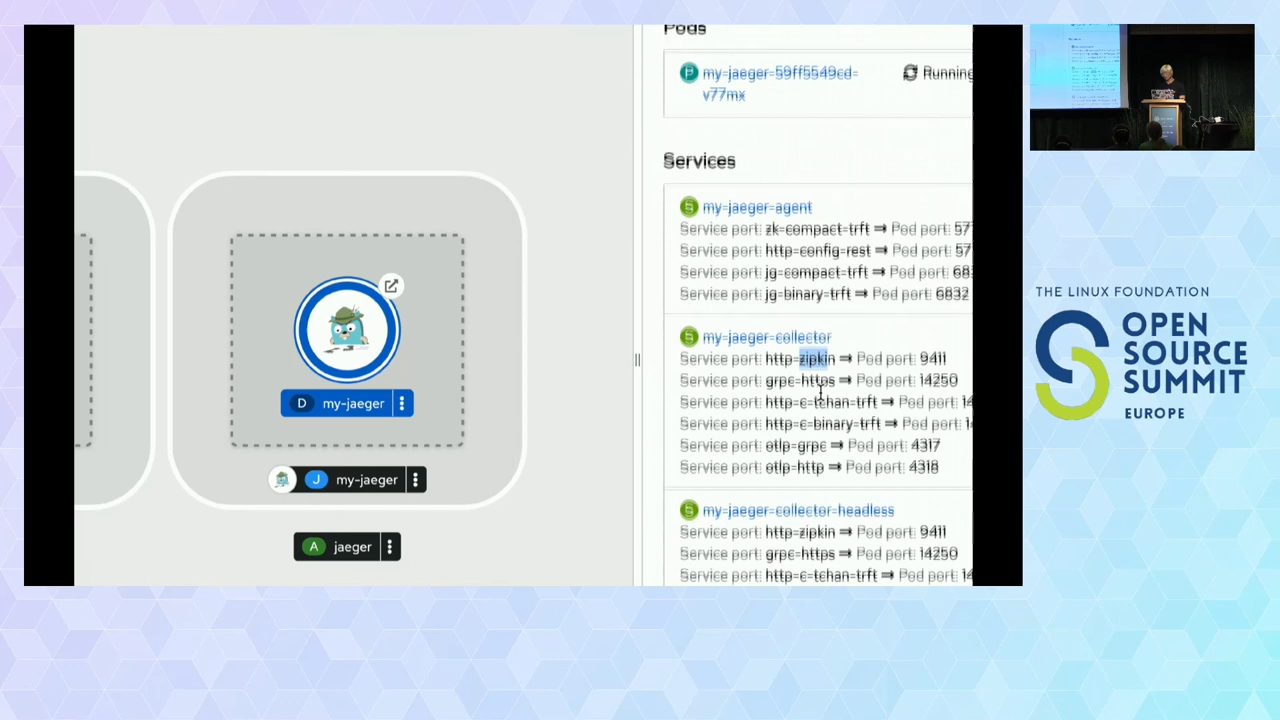 Pods
my-jaeger-59ff5549cd-
v77mx
Running
Services
my-jaeger-agent
Service port: zk-compact-trft → Pod port: 57
Service port: http-config-rest → Pod port: 57
Service port: jg-compact-trft → Pod port: 683
Service port: jg-binary-trft → Pod port: 6832
my-jaeger-collector
Service port: http-zipkin → Pod port: 9411
Service port: grpc-https → Pod port: 14250
Service port: http-c-tchan-trft → Pod port: 14
Service port: http-c-binary-trft → Pod port: 1
Service port: otlp-grpc → Pod port: 4317
Service port: otlp-http → Pod port: 4318
my-jaeger-collector-headless
Service port: http-zipkin → Pod port: 9411
Service port: grpc-https → Pod port: 14250
Service port: http-c-tchan-trft → Pod port: 14
D my-jaeger
J my-jaeger
A jaeger
THE LINUX FOUNDATION
OPEN
SOURCE
SUMMIT
EUROPE